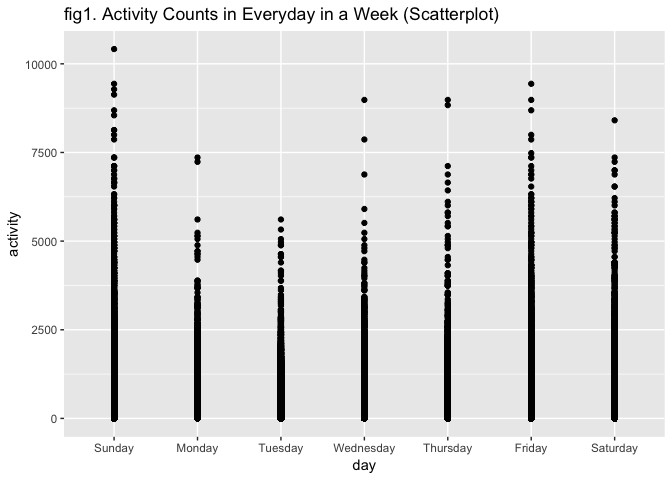 fig1. Activity Counts in Everyday in a Week (Scatterplot)
10000
7500
5000
2500
0
activity
Sunday Monday Tuesday Wednesday Thursday Friday Saturday
day